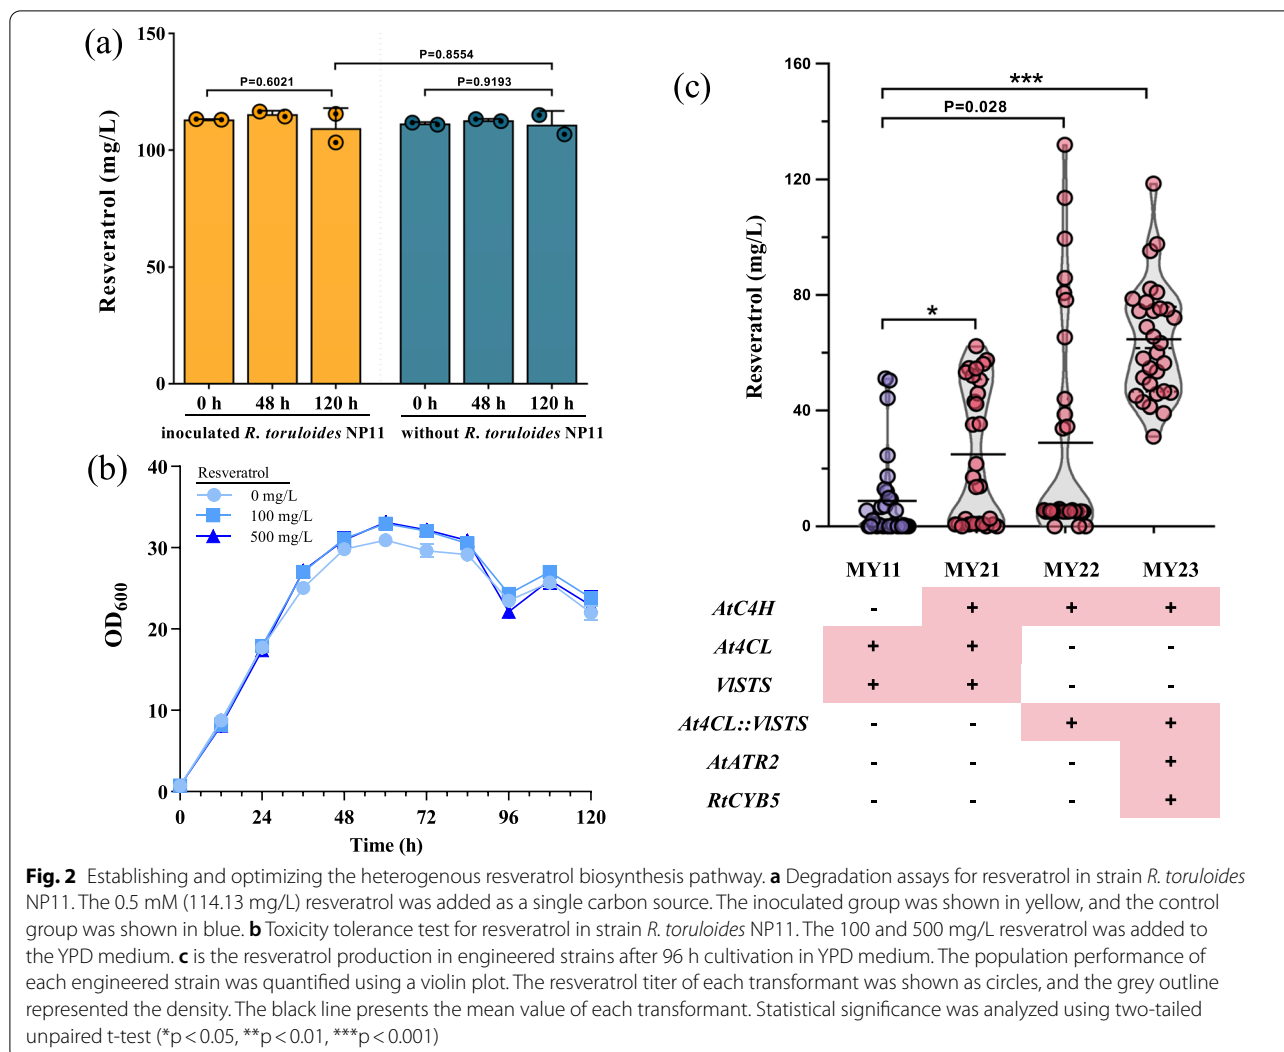 (a)
150
100
50
0
Resveratrol (mg/L)
P=0.8554
P=0.6021
P=0.9193
0 h 48 h 120 h 0 h 48 h 120 h
inoculated R. toruloides NP11 without R. toruloides NP11
(b)
40
30
20
10
0
OD600
Resveratrol
0 mg/L
100 mg/L
500 mg/L
0 24 48 72 96 120
Time (h)
(c)
160
120
80
40
0
Resveratrol (mg/L)
***
P=0.028
*
MY11 MY21 MY22 MY23
AtC4H - + + +
At4CL + + - -
VlSTS + + - -
At4CL::VlSTS - - + +
AtATR2 - - - +
RtCYB5 - - - +
Fig. 2 Establishing and optimizing the heterogenous resveratrol biosynthesis pathway. a Degradation assays for resveratrol in strain R. toruloides
NP11. The 0.5 mM (114.13 mg/L) resveratrol was added as a single carbon source. The inoculated group was shown in yellow, and the control
group was shown in blue. b Toxicity tolerance test for resveratrol in strain R. toruloides NP11. The 100 and 500 mg/L resveratrol was added to
the YPD medium. c is the resveratrol production in engineered strains after 96 h cultivation in YPD medium. The population performance of
each engineered strain was quantified using a violin plot. The resveratrol titer of each transformant was shown as circles, and the grey outline
represented the density. The black line presents the mean value of each transformant. Statistical significance was analyzed using two-tailed
unpaired t-test (*p < 0.05, **p < 0.01, ***p < 0.001)